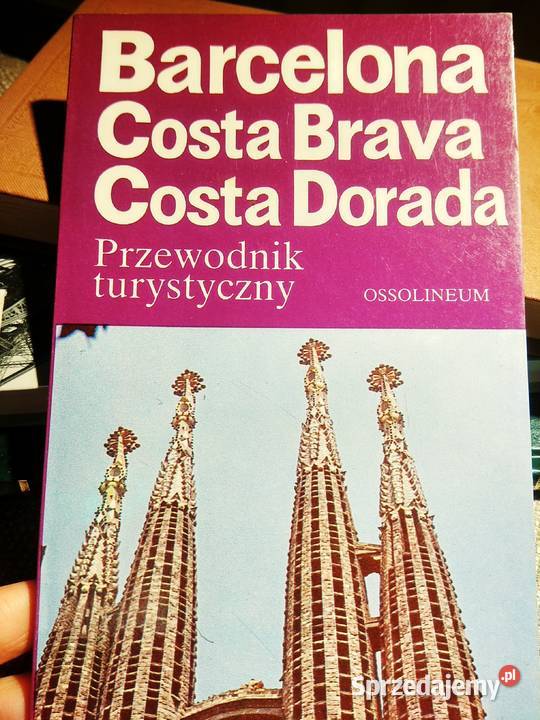 Barcelona
Costa Brava
Costa Dorada
Przewodnik
turystyczny
OSSOLINEUM
Sprzedajemy.pl